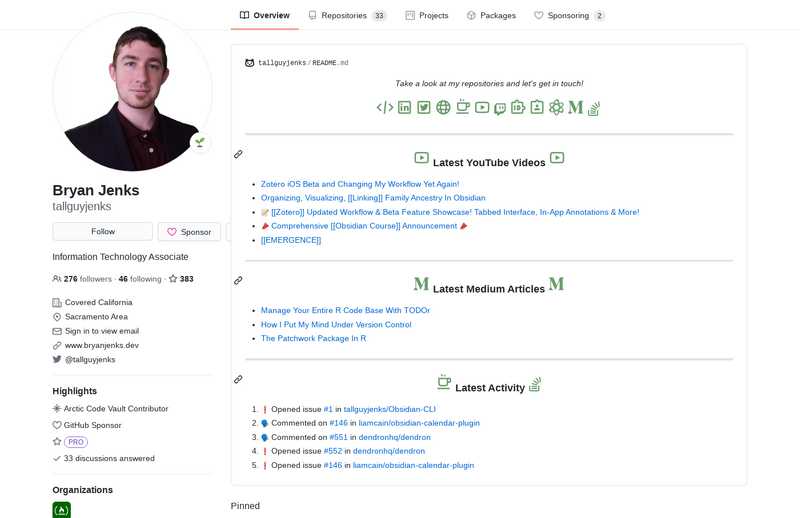 Overview
Repositories 33
Projects
Packages
Sponsoring 2
Bryan Jenks
tallguyjenks
Follow
Sponsor
Information Technology Associate
276 followers · 46 following · 383
Covered California
Sacramento Area
Sign in to view email
www.bryanjenks.dev
@tallguyjenks
Highlights
Arctic Code Vault Contributor
GitHub Sponsor
PRO
33 discussions answered
Organizations
tallguyjenks/README.md
Take a look at my repositories and let's get in touch!
Latest YouTube Videos
Zotero iOS Beta and Changing My Workflow Yet Again!
Organizing, Visualizing, [[Linking]] Family Ancestry In Obsidian
📝 [[Zotero]] Updated Workflow & Beta Feature Showcase! Tabbed Interface, In-App Annotations & More!
🎉 Comprehensive [[Obsidian Course]] Announcement 🎉
[[EMERGENCE]]
M Latest Medium Articles M
Manage Your Entire R Code Base With TODOr
How I Put My Mind Under Version Control
The Patchwork Package In R
Latest Activity
1. ❗ Opened issue #1 in tallguyjenks/Obsidian-CLI
2. 🗣 Commented on #146 in liamcain/obsidian-calendar-plugin
3. 🗣 Commented on #551 in dendronhq/dendron
4. ❗ Opened issue #552 in dendronhq/dendron
5. ❗ Opened issue #146 in liamcain/obsidian-calendar-plugin
Pinned